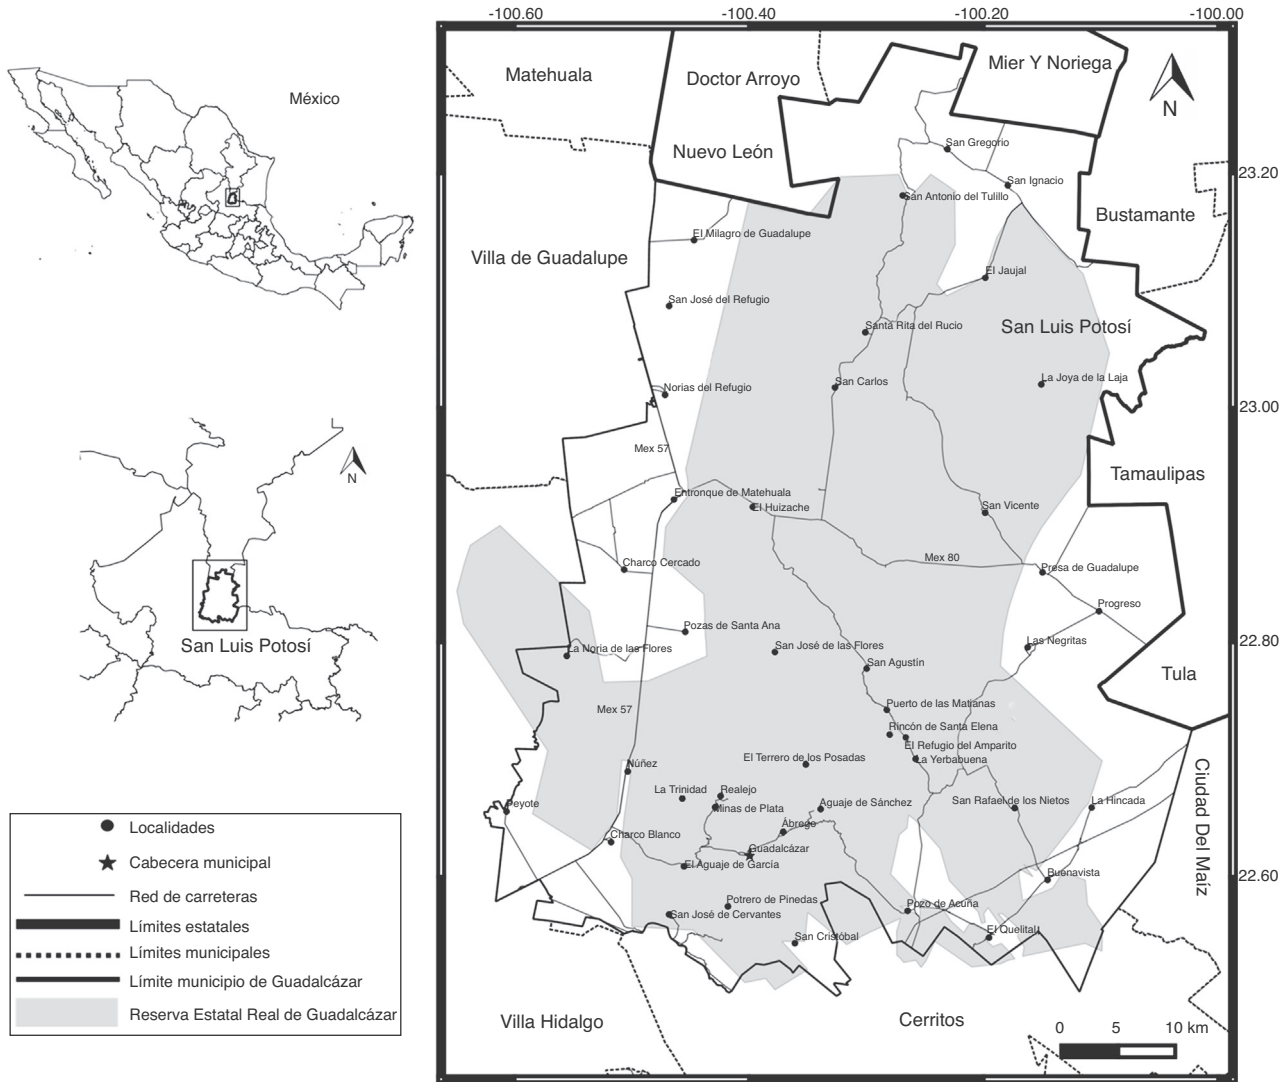 -100.60
-100.40
-100.20
-100.00
México
Matehuala
Doctor Arroyo
Mier Y Noriega
N
Nuevo León
San Gregorio
23.20
San Ignacio
San Antonio del Tulillo
Bustamante
El Milagro de Guadalupe
Villa de Guadalupe
El Jaujal
San José del Refugio
Santa Rita del Rucio
San Luis Potosí
San Carlos
La Joya de la Laja
Norias del Refugio
23.00
Mex 57
Tamaulipas
N
Entronque de Matehuala
El Huizache
San Vicente
Mex 80
Charco Cercado
Presa de Guadalupe
Progreso
Pozas de Santa Ana
Las Negritas
22.80
San Luis Potosí
La Noria de las Flores
San José de las Flores
San Agustín
Tula
Mex 57
Puerto de las Matianas
Rincón de Santa Elena
El Refugio del Amparito
La Yerbabuena
El Terrero de los Posadas
Núñez
La Trinidad
Realejo
Minas de Plata
Aguaje de Sánchez
San Rafael de los Nietos
La Hincada
Ciudad Del Maíz
Peyote
Charco Blanco
Ábrego
Guadalcázar
El Aguaje de García
Buenavista
22.60
Potrero de Pinedas
Pozo de Acuña
San José de Cervantes
San Cristóbal
El Quelital
Localidades
Cabecera municipal
Red de carreteras
Límites estatales
Límites municipales
Límite municipio de Guadalcázar
Reserva Estatal Real de Guadalcázar
Villa Hidalgo
Cerritos
0 5 10 km